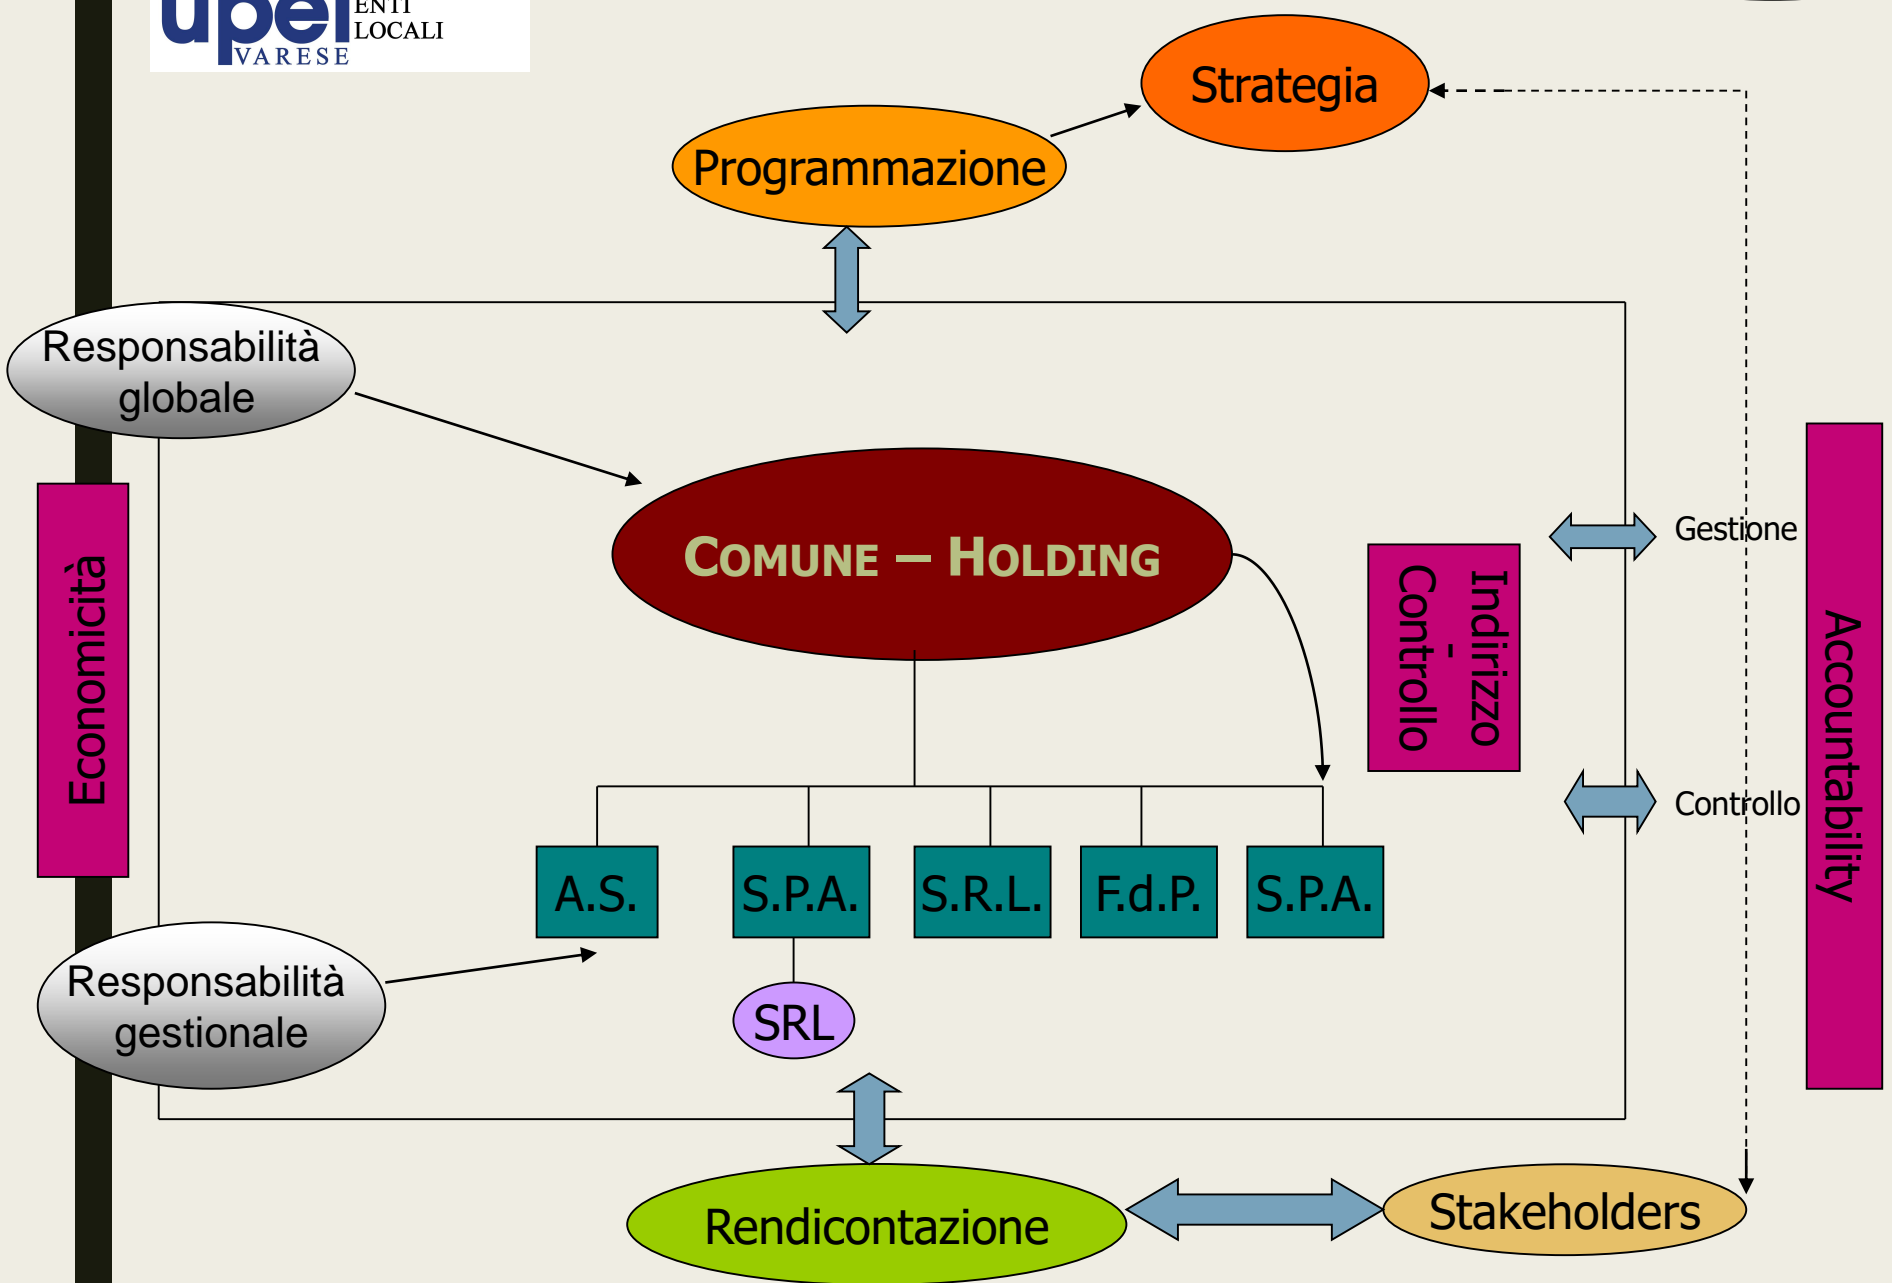 upel
ENTI
LOCALI
VARESE
Strategia
Programmazione
Responsabilità
globale
COMUNE – HOLDING
Gestione
Economicità
Indirizzo
-
Controllo
Accountability
Controllo
A.S.
S.P.A.
S.R.L.
F.d.P.
S.P.A.
Responsabilità
gestionale
SRL
Rendicontazione
Stakeholders